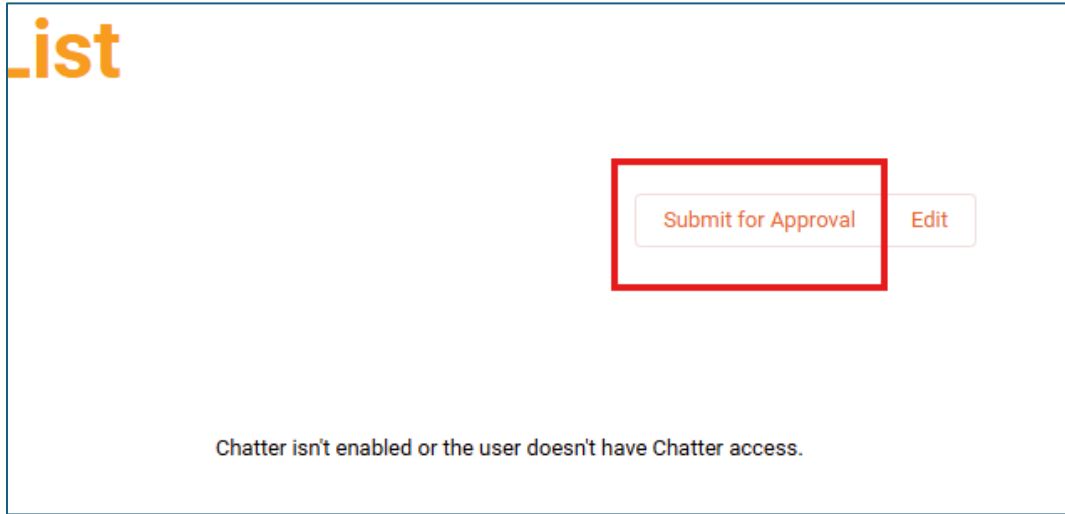 List
Submit for Approval Edit
Chatter isn't enabled or the user doesn't have Chatter access.